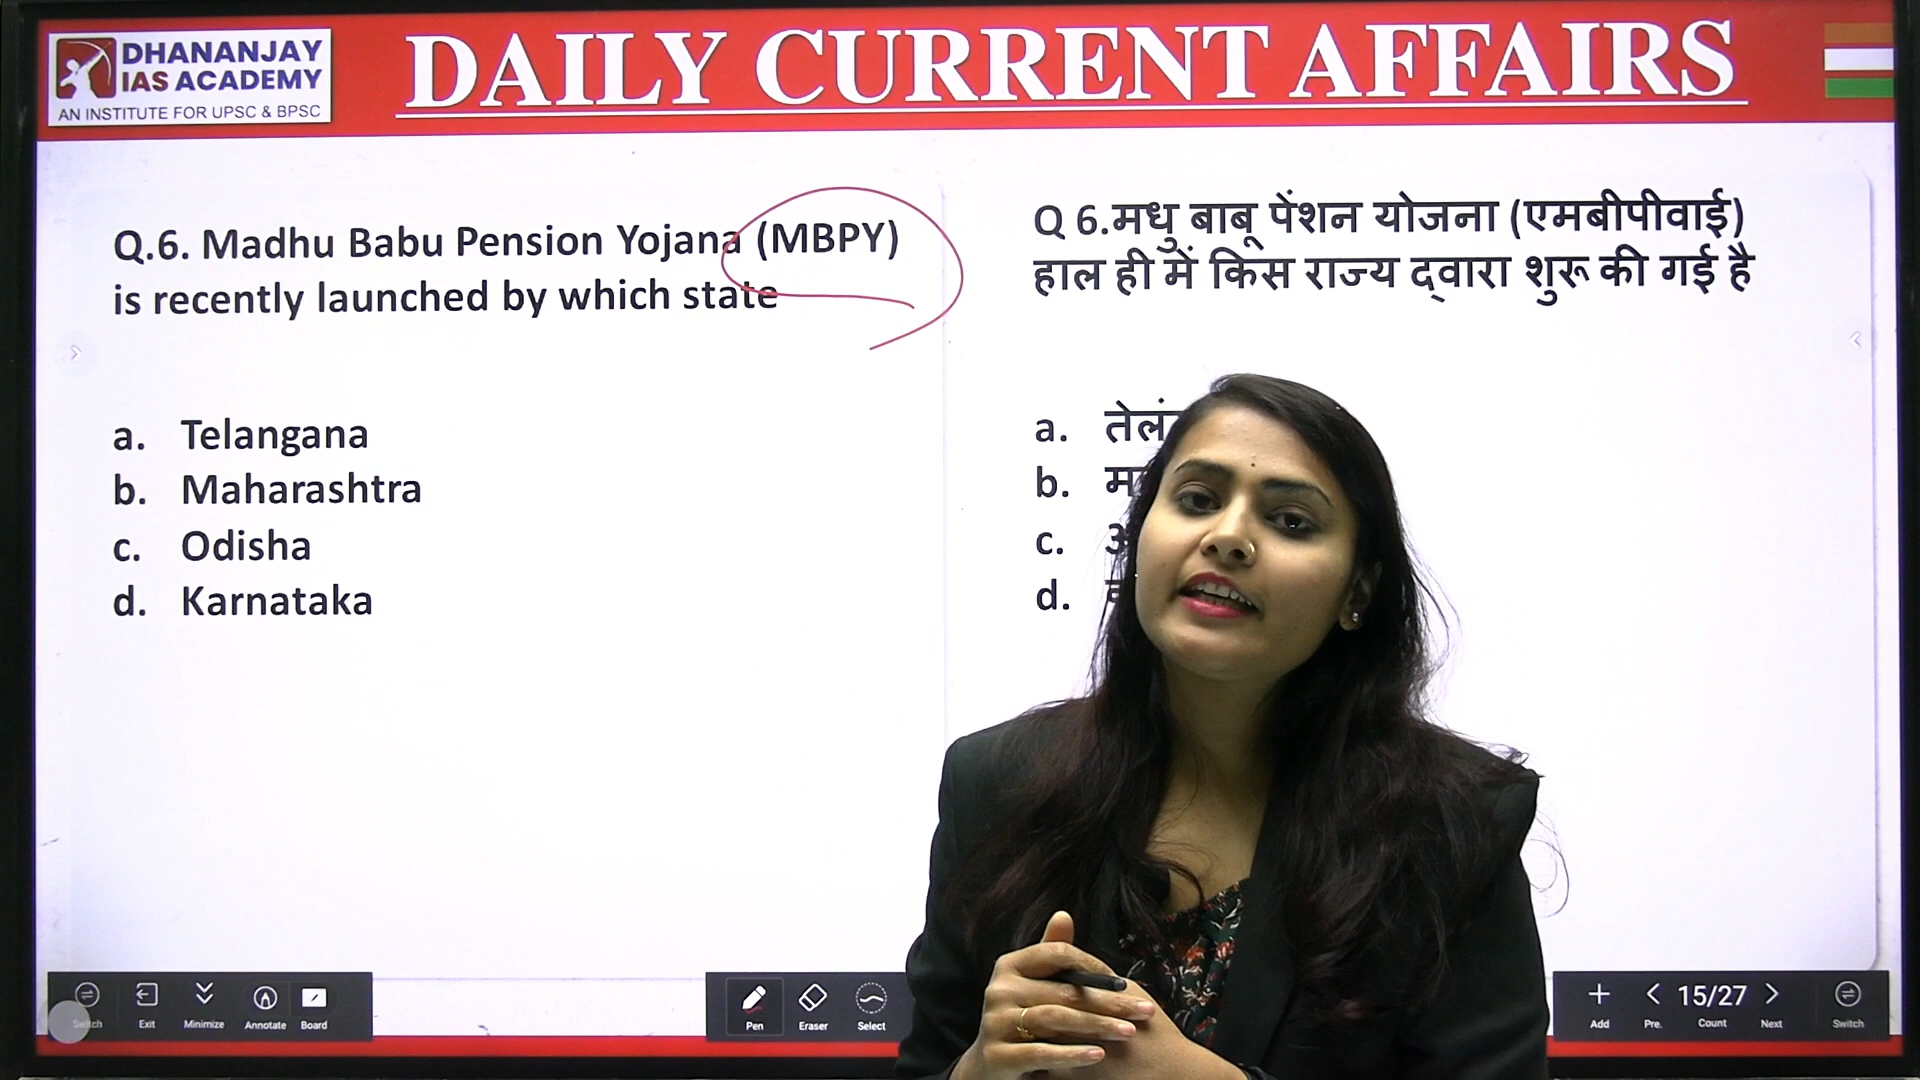 DHANANJAY
IAS ACADEMY
AN INSTITUTE FOR UPSC & BPSC
DAILY CURRENT AFFAIRS
Q.6. Madhu Babu Pension Yojana (MBPY)
is recently launched by which state
a. Telangana
b. Maharashtra
c. Odisha
d. Karnataka
Q 6.मधु बाबू पेंशन योजना (एमबीपीवाई)
हाल ही में किस राज्य द्वारा शुरू की गई है
a.
b.
c.
d.
Switch Exit Minimize Annotate Board
Pen Eraser Select
15/27
Add Pre. Count Next Switch